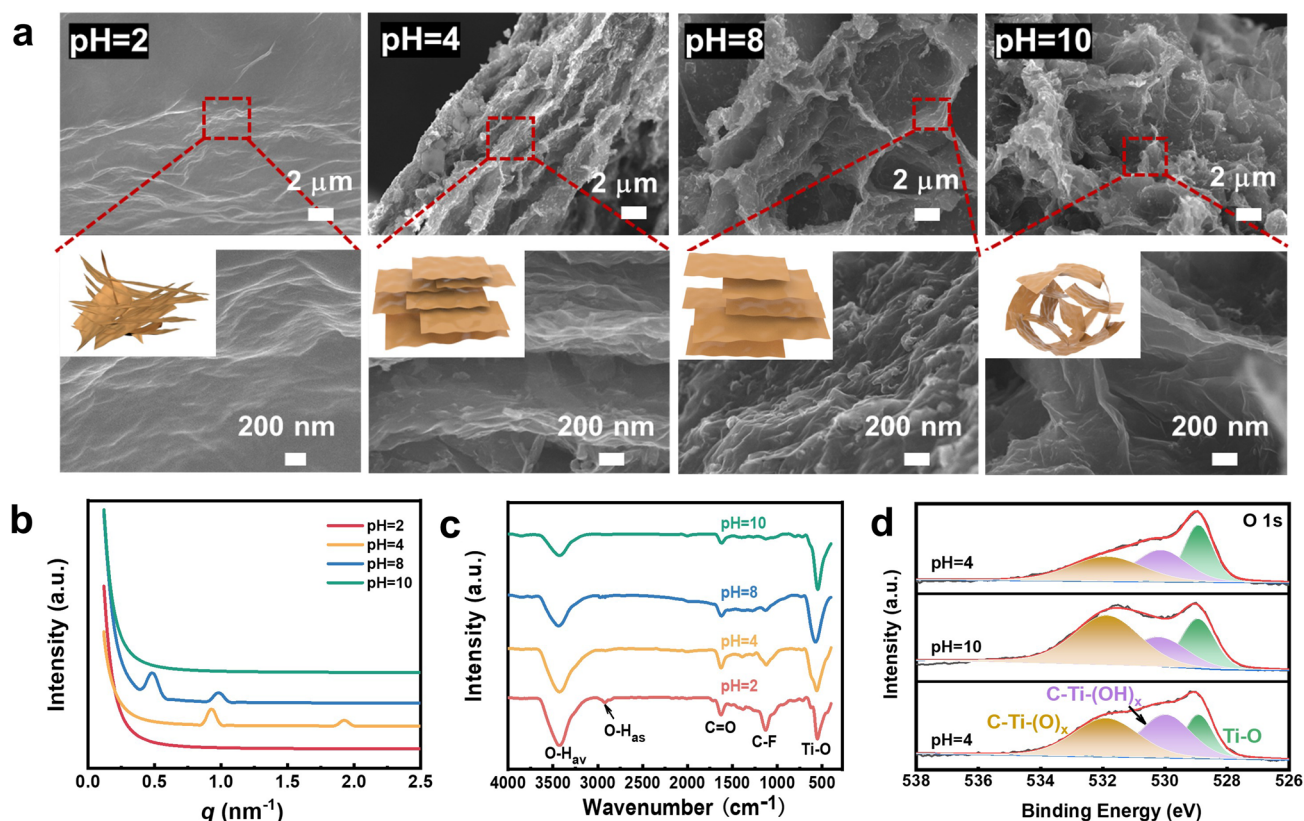 a
pH=2
pH=4
pH=8
pH=10
2 μm
2 μm
2 μm
2 μm
200 nm
200 nm
200 nm
200 nm
b
Intensity (a.u.)
pH=2
pH=4
pH=8
pH=10
0.0 0.5 1.0 1.5 2.0 2.5
q (nm-1)
c
Intensity (a.u.)
pH=10
pH=8
pH=4
pH=2
O-Hav
O-Has
C=O
C-F
Ti-O
4000 3500 3000 2500 2000 1500 1000 500
Wavenumber (cm-1)
d
Intensity (a.u.)
O 1s
pH=4
pH=10
pH=4
C-Ti-(O)x
C-Ti-(OH)x
Ti-O
538 536 534 532 530 528 526
Binding Energy (eV)